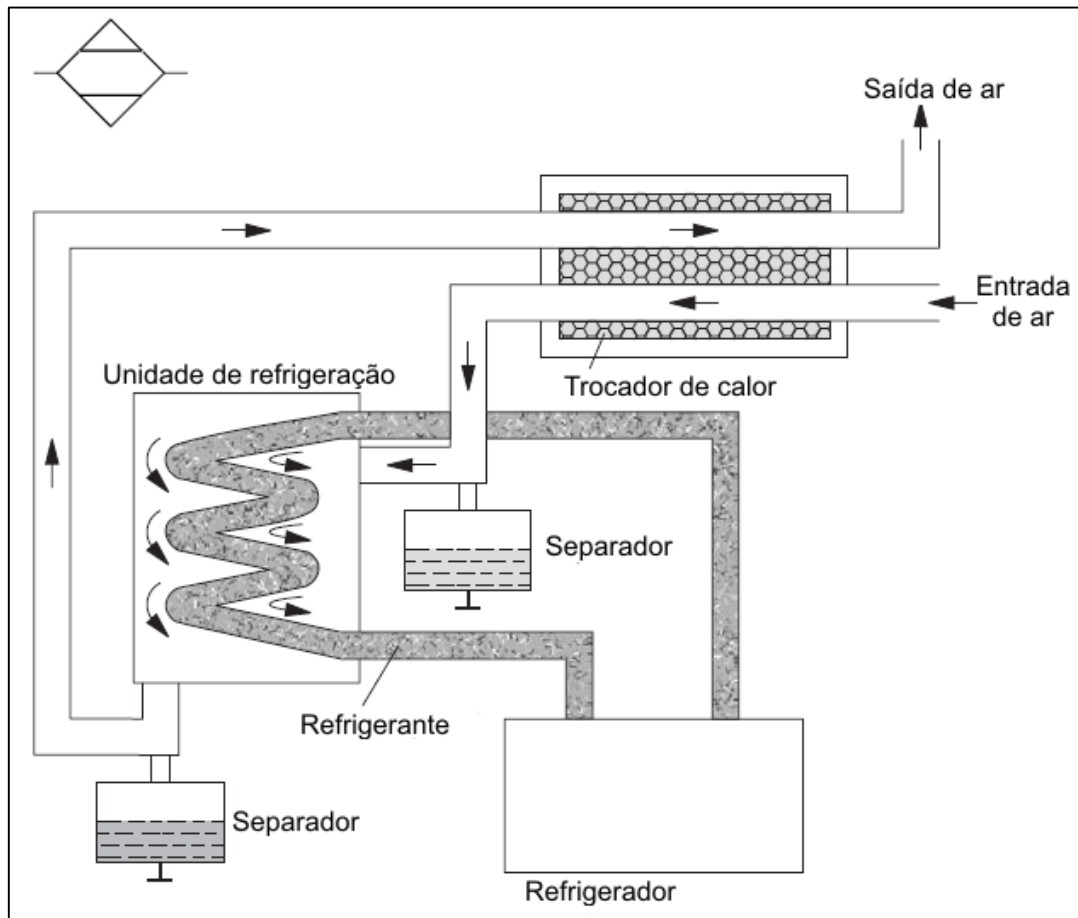 Saída de ar
Entrada
de ar
Trocador de calor
Unidade de refrigeração
Separador
Refrigerante
Separador
Refrigerador